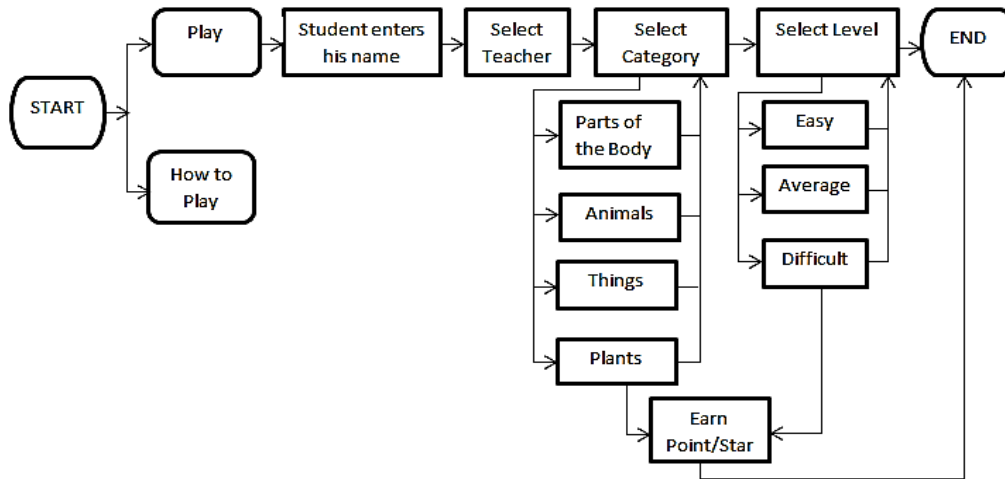 Play
Student enters
his name
Select
Teacher
Select
Category
Select Level
END
START
How to
Play
Parts of
the Body
Animals
Things
Plants
Easy
Average
Difficult
Earn
Point/Star